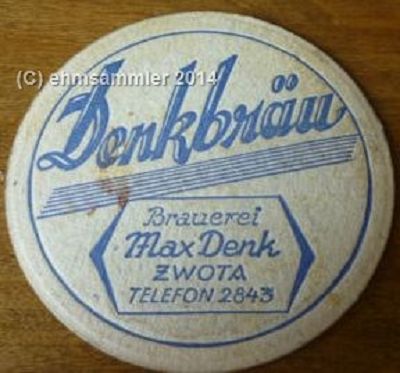 (C) ehmsammler 2014
Denkbräu
Brauerei
Max Denk
ZWOTA
TELEFON 2843